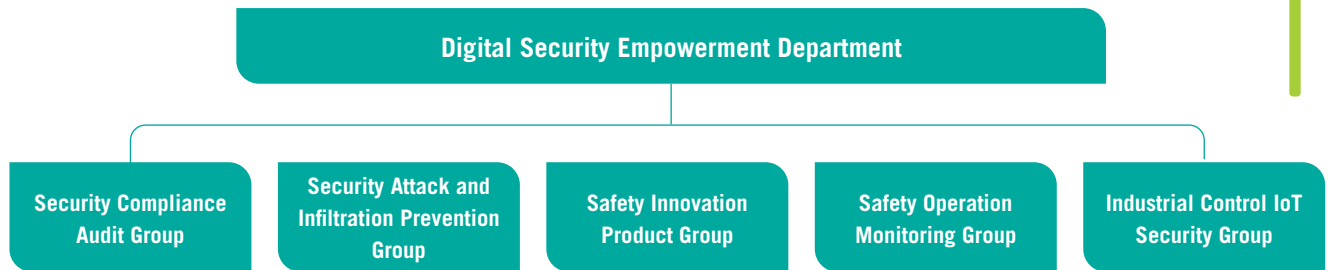 Digital Security Empowerment Department
Security Compliance
Audit Group
Security Attack and
Infiltration Prevention
Group
Safety Innovation
Product Group
Safety Operation
Monitoring Group
Industrial Control IoT
Security Group